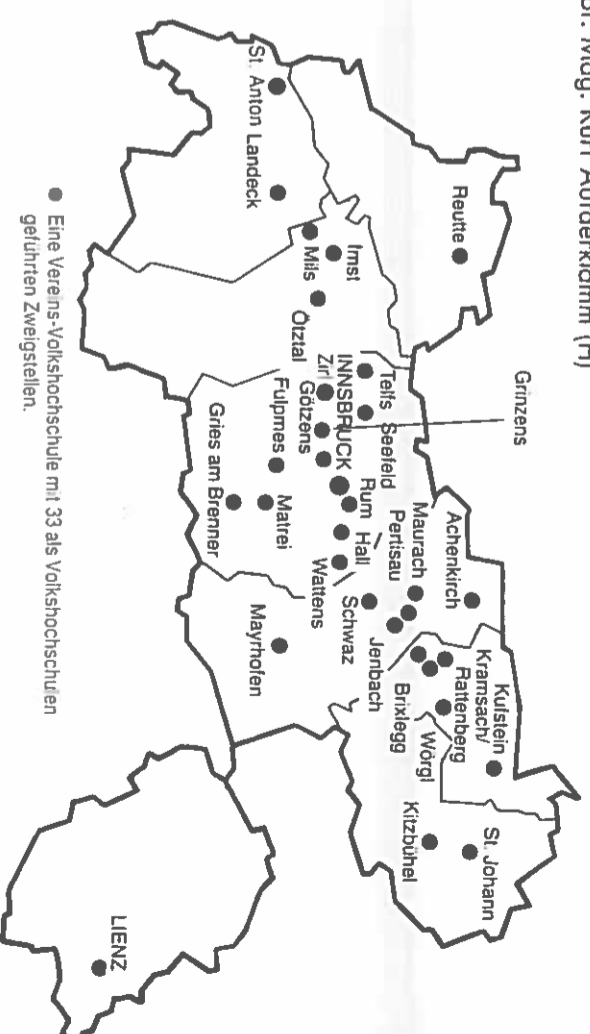 Dr. Mag. Kurt Aufderklamm (H)
Grinzens
Reutte
Imst
Mils
Ötztal
St. Anton
Landeck
Telfs
Seefeld
INNSBRUCK
Zirl
Götzens
Fulpmes
Gries am Brenner
Matrei
Rum
Hall
Wattens
Achenkirch
Maurach
Pertisau
Schwaz
Jenbach
Mayrhofen
Kufstein
Kramsach/
Rattenberg
Brixlegg
Wörgl
St. Johann
Kitzbühel
LIENZ
● Eine Vereins-Volkshochschule mit 33 als Volkshochschulen
geführten Zweigstellen.